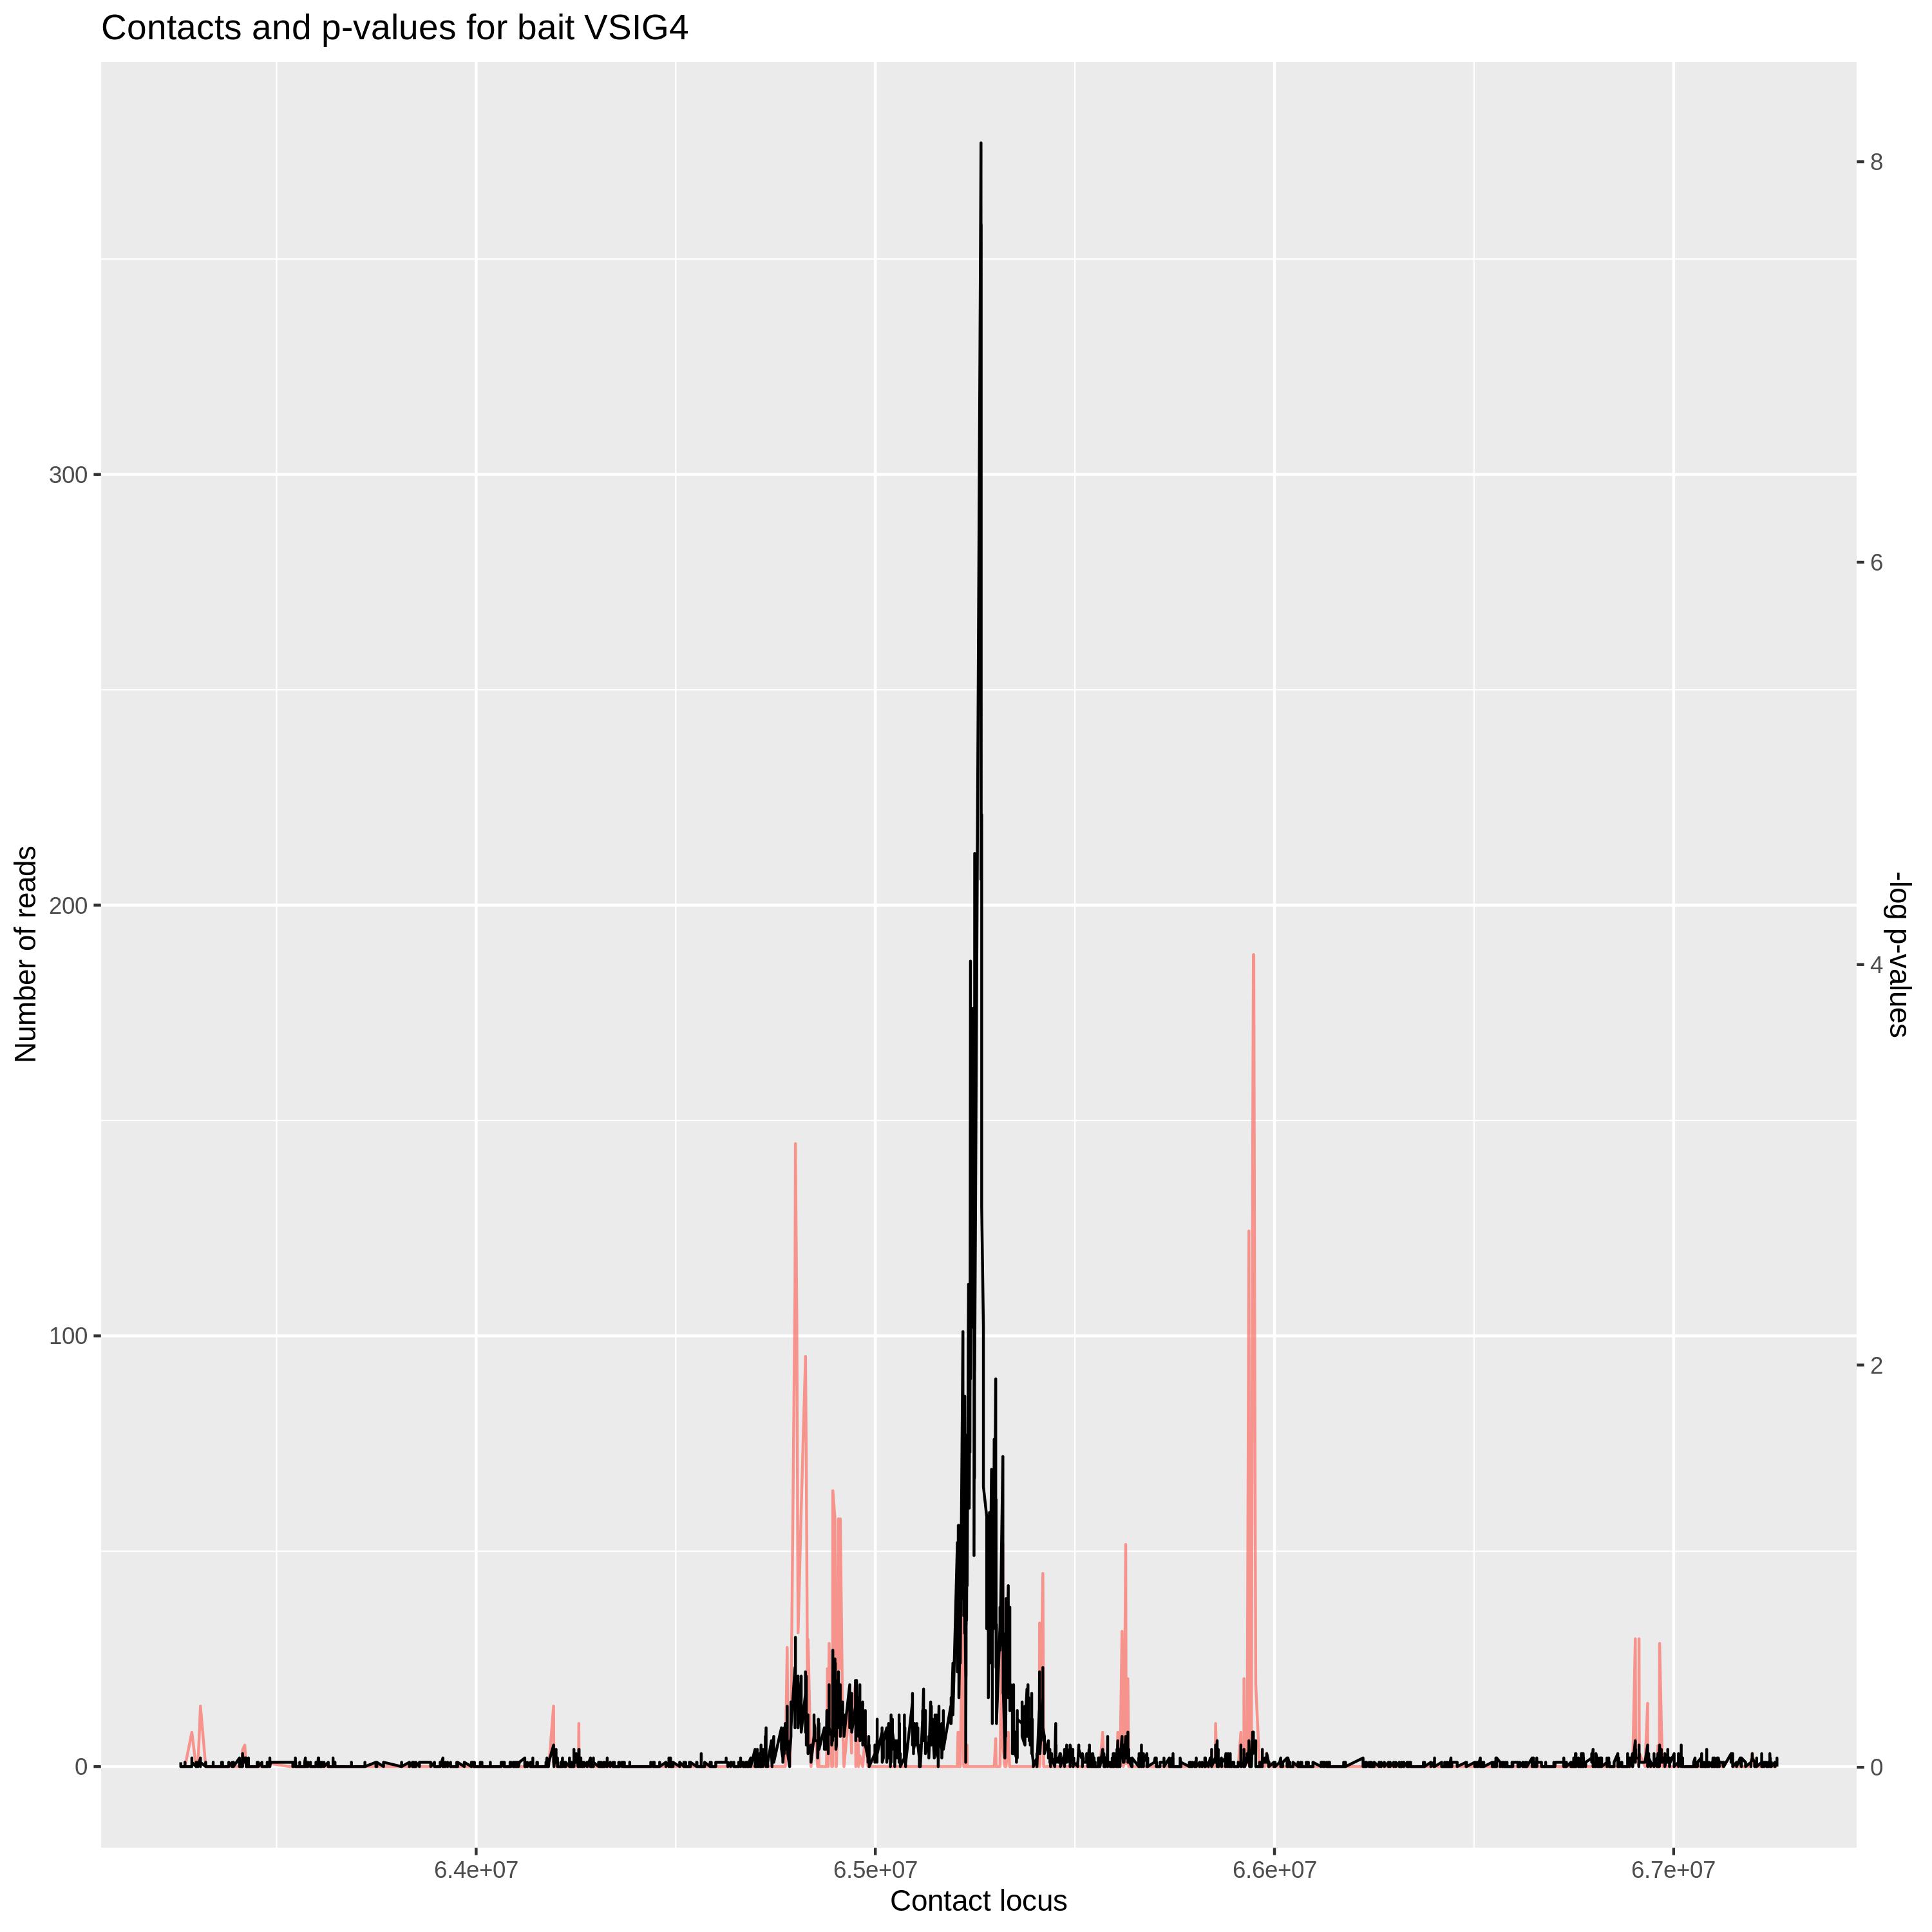 Contacts and p-values for bait VSIG4
Number of reads
300
200
100
0
8
6
4
2
0
-log p-values
6.4e+07
6.5e+07
6.6e+07
6.7e+07
Contact locus